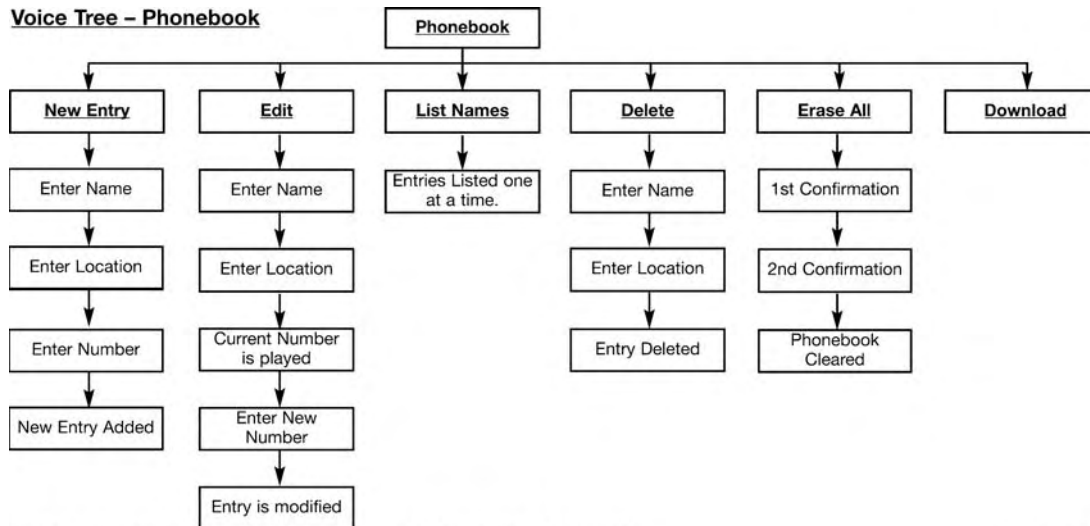 Voice Tree – Phonebook
Phonebook
New Entry
Edit
List Names
Delete
Erase All
Download
Enter Name
Enter Name
Entries Listed one
at a time.
Enter Name
1st Confirmation
Enter Location
Enter Location
Enter Location
2nd Confirmation
Enter Number
Current Number
is played
Entry Deleted
Phonebook
Cleared
New Entry Added
Enter New
Number
Entry is modified